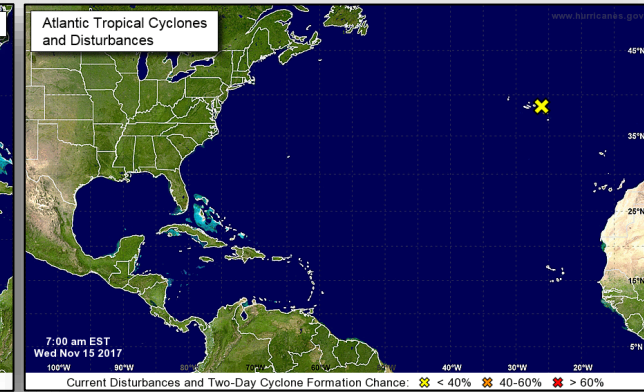 www.hurricanes.gov
Atlantic Tropical Cyclones
and Disturbances
45°N
35°N
25°N
15°N
5°N
7:00 am EST
Wed Nov 15 2017
100°W
90°W
80°W
70°W
60°W
50°W
40°W
30°W
20°W
Current Disturbances and Two-Day Cyclone Formation Chance: < 40% 40-60% > 60%